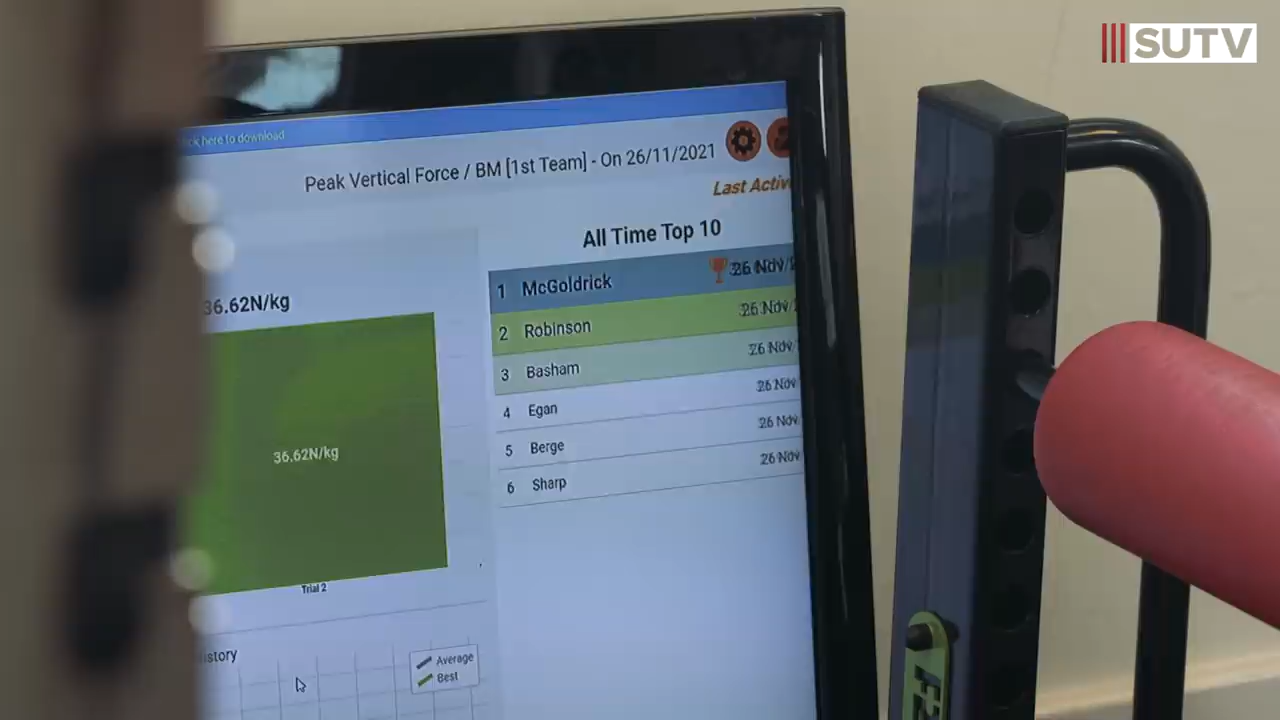 SUTV
here to download
Peak Vertical Force / BM [1st Team] - On 26/11/2021
Last Active
All Time Top 10
36.62N/kg
1 McGoldrick 26 Nov/
2 Robinson 26 Nov/
3 Basham 26 Nov
4 Egan 26 Nov
5 Berge 26 Nov
6 Sharp 26 Nov
36.62N/kg
Trial 2
istory
Average
Best